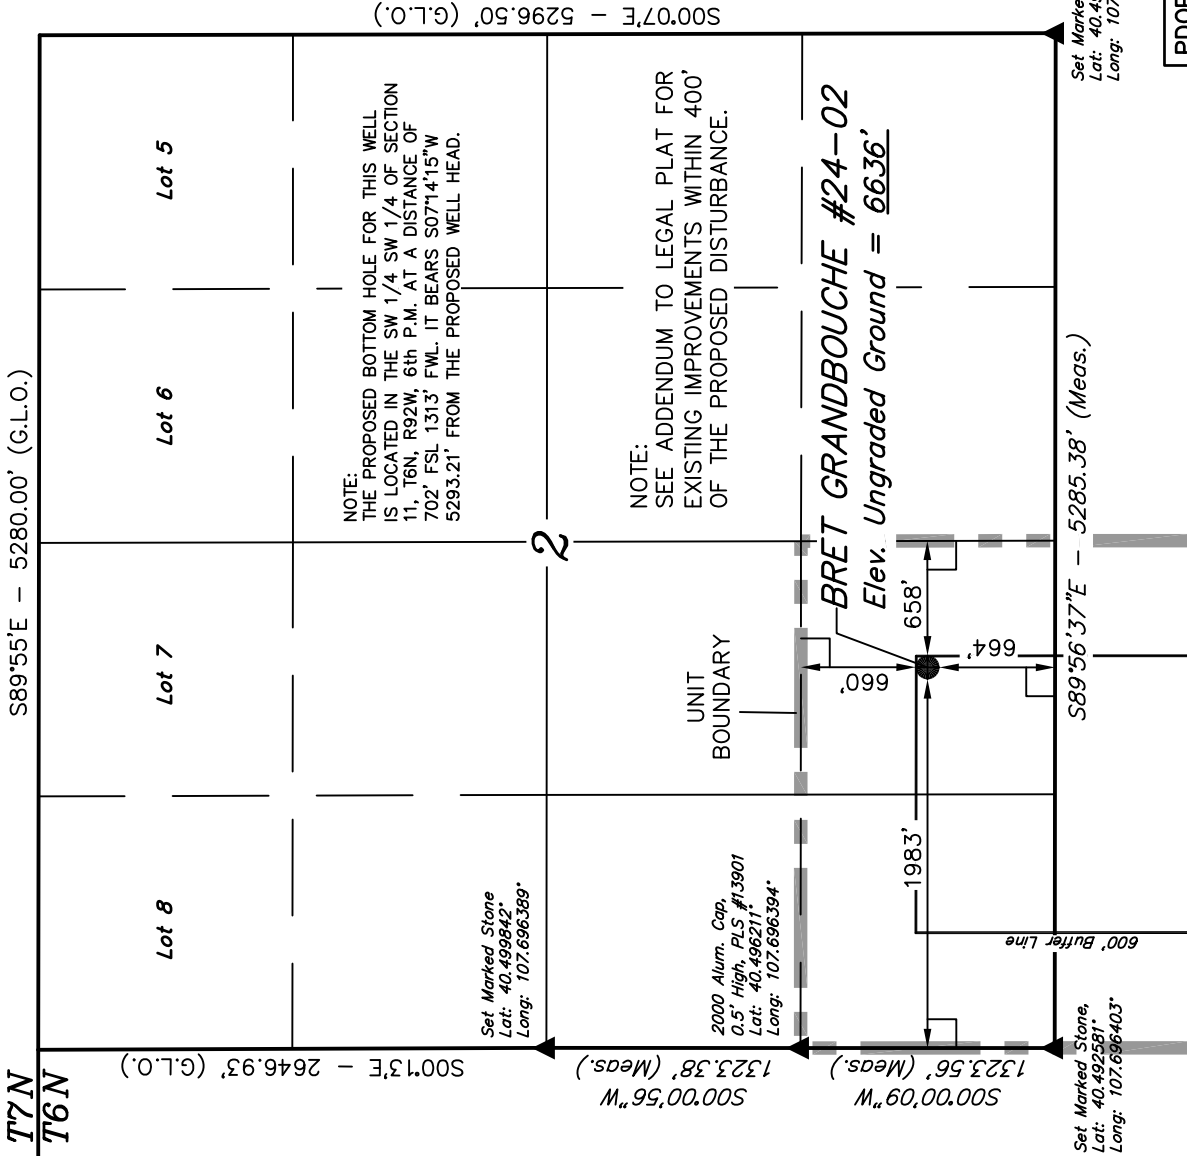 T7N
T6N
S89°55'E – 5280.00' (G.L.O.)
S00°07'E – 5296.50' (G.L.O.)
Lot 8
Lot 7
Lot 6
Lot 5
S00°13'E – 2646.93' (G.L.O.)
NOTE:
THE PROPOSED BOTTOM HOLE FOR THIS WELL
IS LOCATED IN THE SW 1/4 SW 1/4 OF SECTION
11, T6N, R92W, 6th P.M. AT A DISTANCE OF
702' FSL 1313' FWL. IT BEARS S07°14'15"W
5293.21' FROM THE PROPOSED WELL HEAD.
Set Marked Stone
Lat: 40.499842°
Long: 107.696389°
2
NOTE:
SEE ADDENDUM TO LEGAL PLAT FOR
EXISTING IMPROVEMENTS WITHIN 400'
OF THE PROPOSED DISTURBANCE.
S00°00'56"W
1323.38' (Meas.)
UNIT
BOUNDARY
2000 Alum. Cap,
0.5' High, PLS #13901
Lat: 40.496211°
Long: 107.696394°
BRET GRANDBOUCHE #24–02
Elev. Ungraded Ground = 6636'
S00°00'09"W
1323.56' (Meas.)
660'
658'
1983'
664'
600' Buffer Line
S89°56'37"E – 5285.38' (Meas.)
Set Marked Stone,
Lat: 40.492581°
Long: 107.696403°
Set Marke
Lat: 40.4
Long: 107